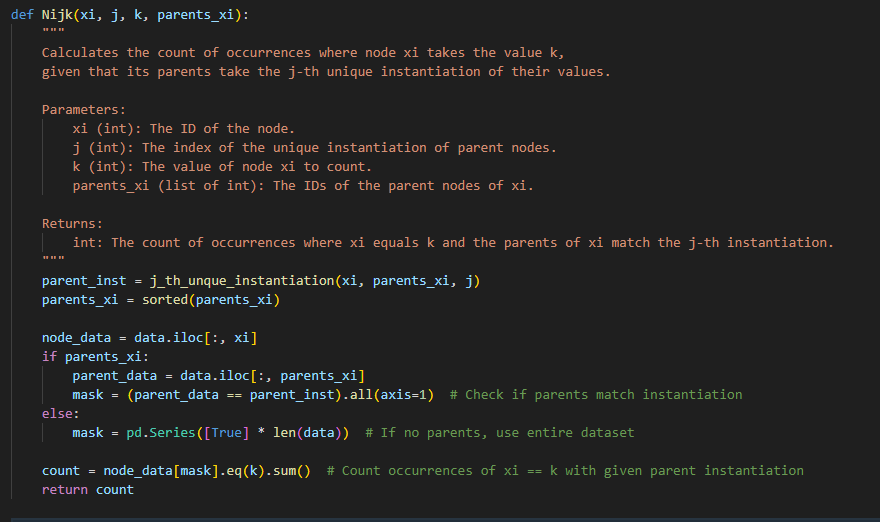 def Nijk(xi, j, k, parents_xi):
"""
Calculates the count of occurrences where node xi takes the value k,
given that its parents take the j-th unique instantiation of their values.
Parameters:
xi (int): The ID of the node.
j (int): The index of the unique instantiation of parent nodes.
k (int): The value of node xi to count.
parents_xi (list of int): The IDs of the parent nodes of xi.
Returns:
int: The count of occurrences where xi equals k and the parents of xi match the j-th instantiation.
"""
parent_inst = j_th_unque_instantiation(xi, parents_xi, j)
parents_xi = sorted(parents_xi)
node_data = data.iloc[:, xi]
if parents_xi:
parent_data = data.iloc[:, parents_xi]
mask = (parent_data == parent_inst).all(axis=1)  # Check if parents match instantiation
else:
mask = pd.Series([True] * len(data))  # If no parents, use entire dataset
count = node_data[mask].eq(k).sum()  # Count occurrences of xi == k with given parent instantiation
return count